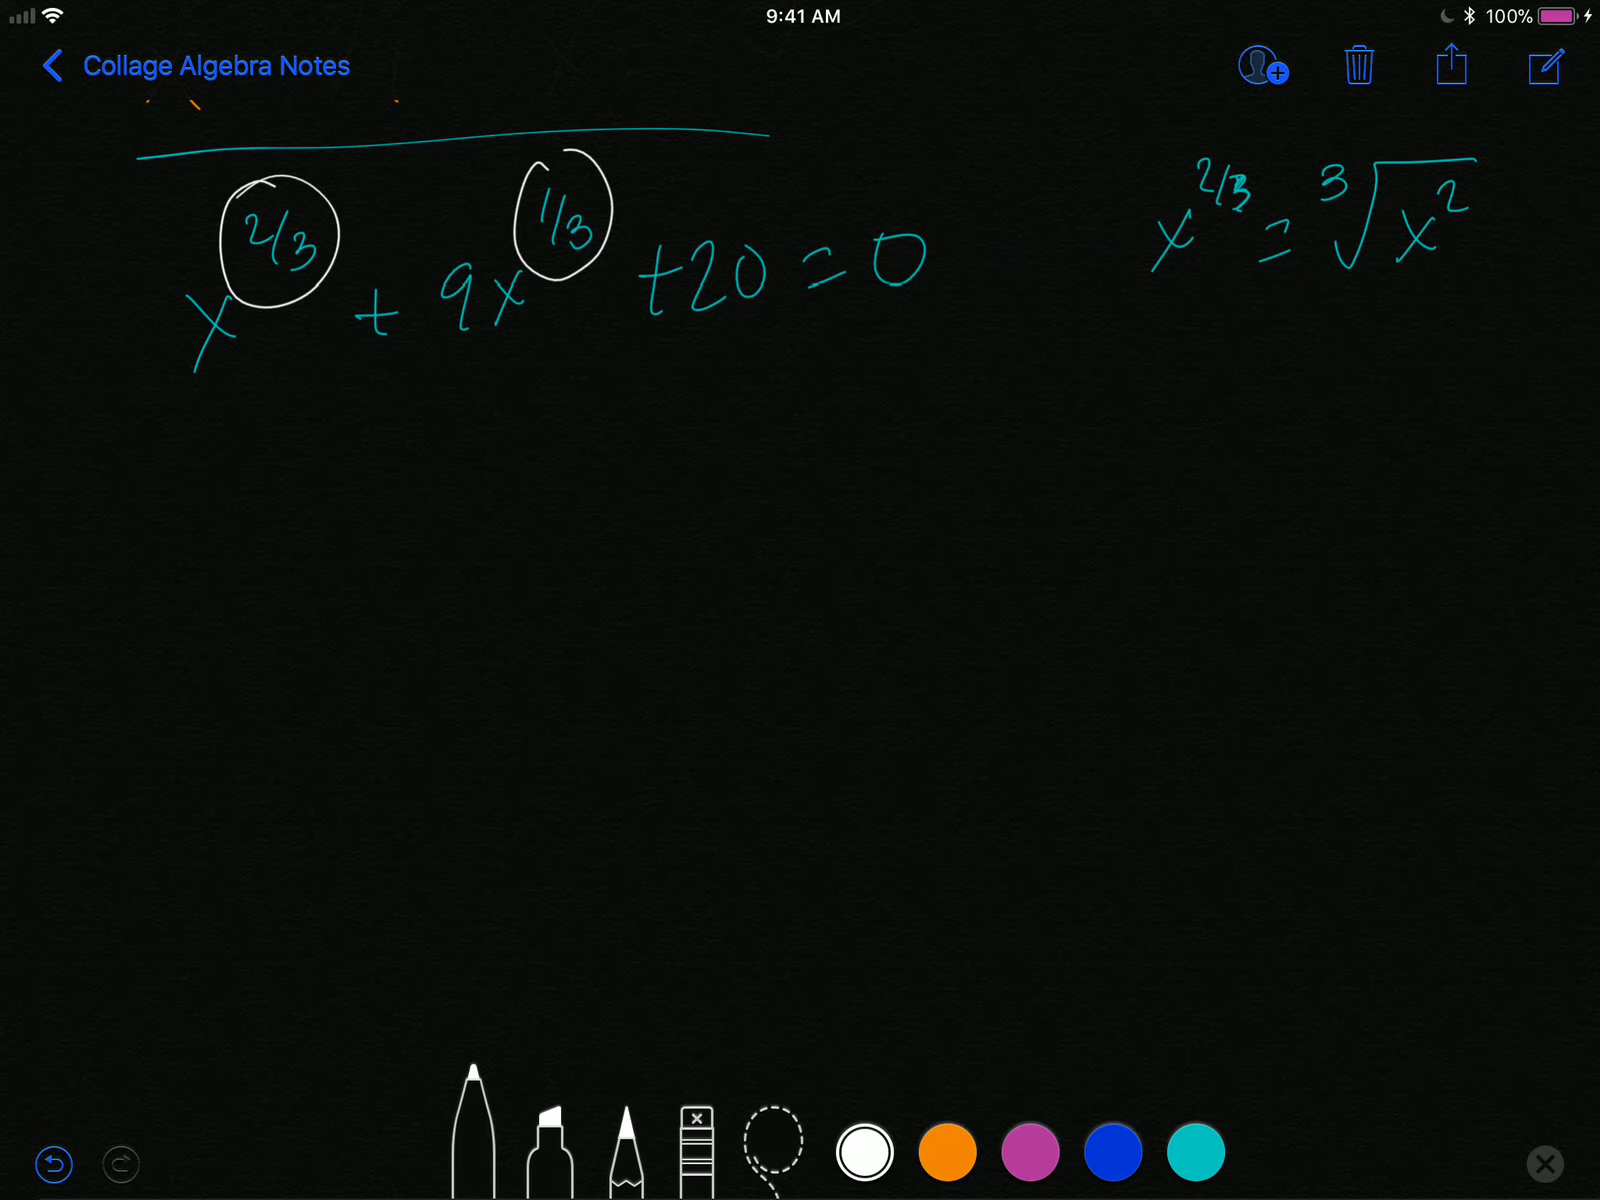 9:41 AM
100%
Collage Algebra Notes
x^{2/3} + 9x^{1/3} + 20 = 0
x^{2/3} = ∛x²